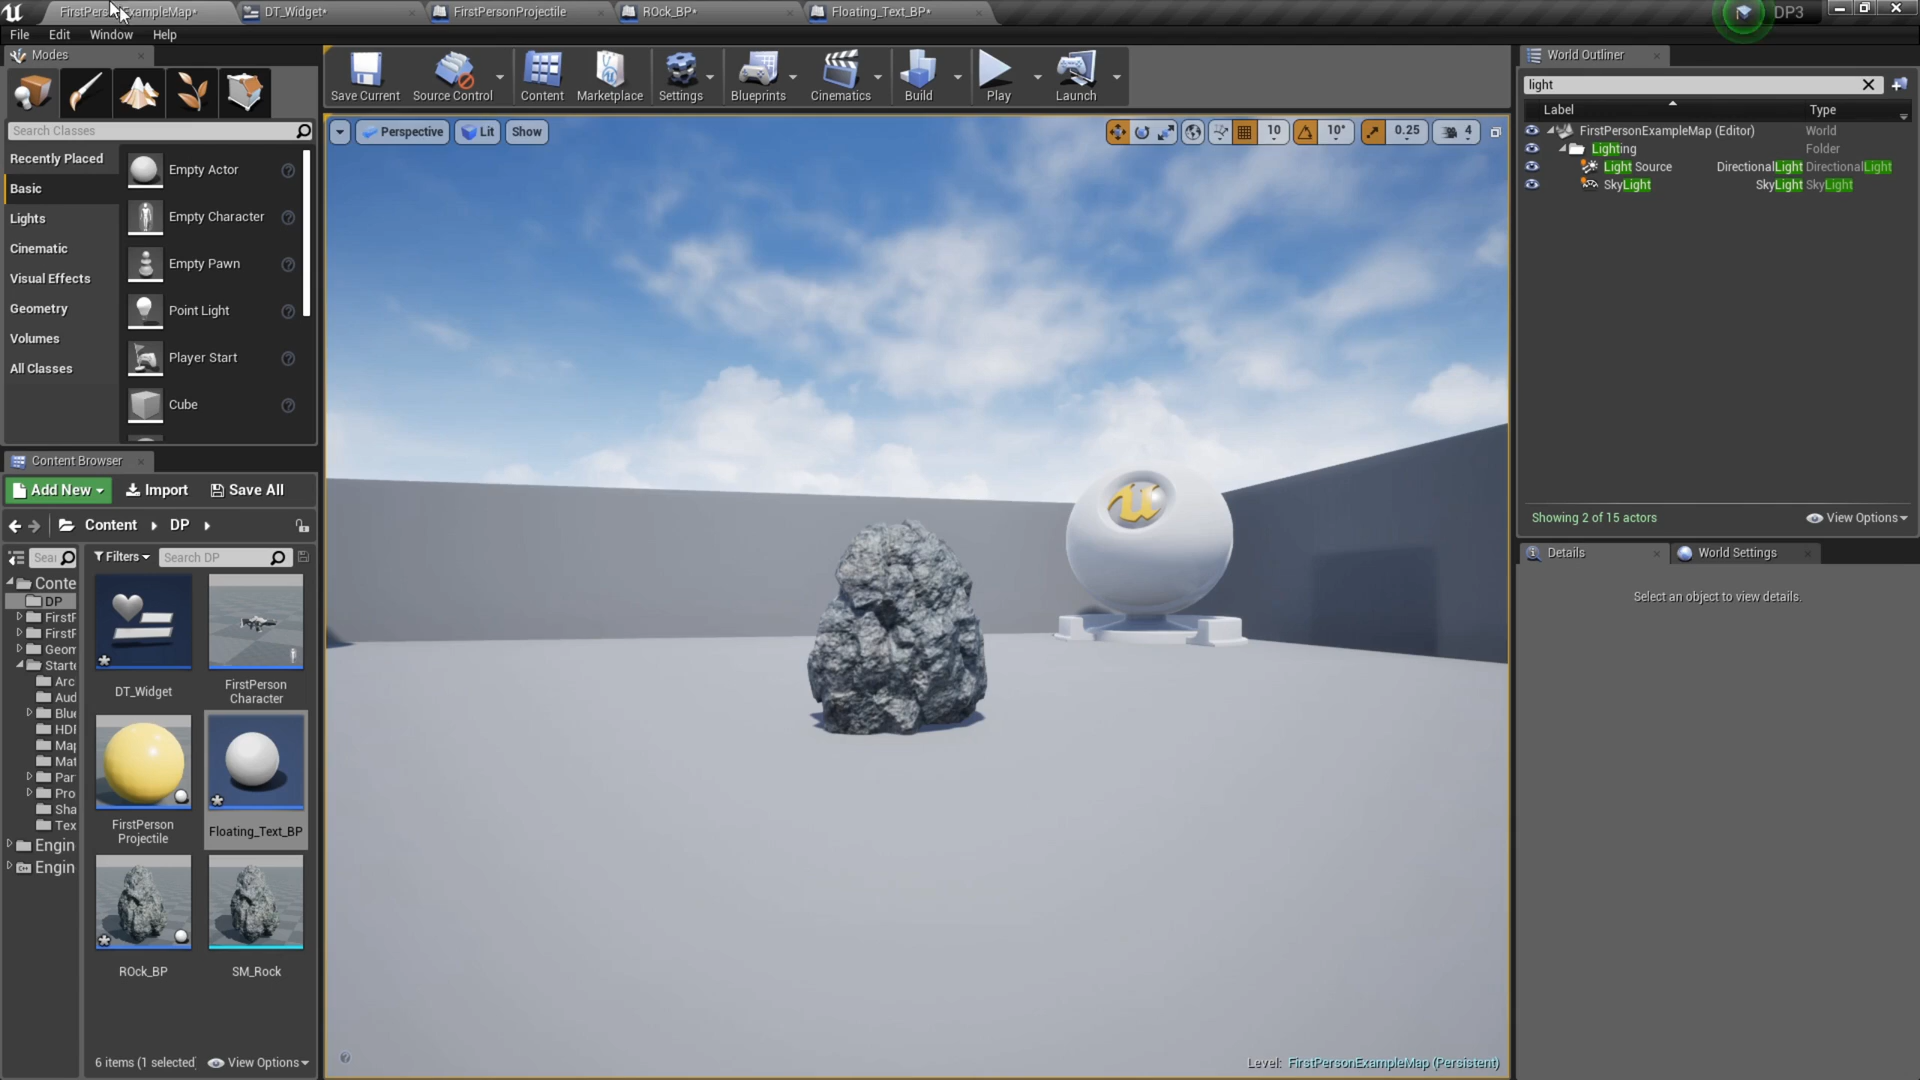 FirstPersonExampleMap*
DT_Widget*
FirstPersonProjectile
ROck_BP*
Floating_Text_BP*
DP3
File
Edit
Window
Help
Modes
Save Current
Source Control
Content
Marketplace
Settings
Blueprints
Cinematics
Build
Play
Launch
Search Classes
Recently Placed
Basic
Lights
Cinematic
Visual Effects
Geometry
Volumes
All Classes
Empty Actor
Empty Character
Empty Pawn
Point Light
Player Start
Cube
Perspective
Lit
Show
10
10°
0.25
4
World Outliner
light
Label
Type
FirstPersonExampleMap (Editor)
World
Lighting
Folder
Light Source
DirectionalLight DirectionalLight
SkyLight
SkyLight SkyLight
Showing 2 of 15 actors
View Options
Details
World Settings
Select an object to view details.
Content Browser
Add New
Import
Save All
Content
DP
Sear
Filters
Search DP
Conte
DP
FirstF
FirstF
Geom
Starte
Arc
Aud
Blue
HDF
Map
Mat
Par
Pro
Sha
Tex
Engin
Engin
DT_Widget
FirstPerson
Character
FirstPerson
Projectile
Floating_Text_BP
ROck_BP
SM_Rock
6 items (1 selected
View Options
Level: FirstPersonExampleMap (Persistent)